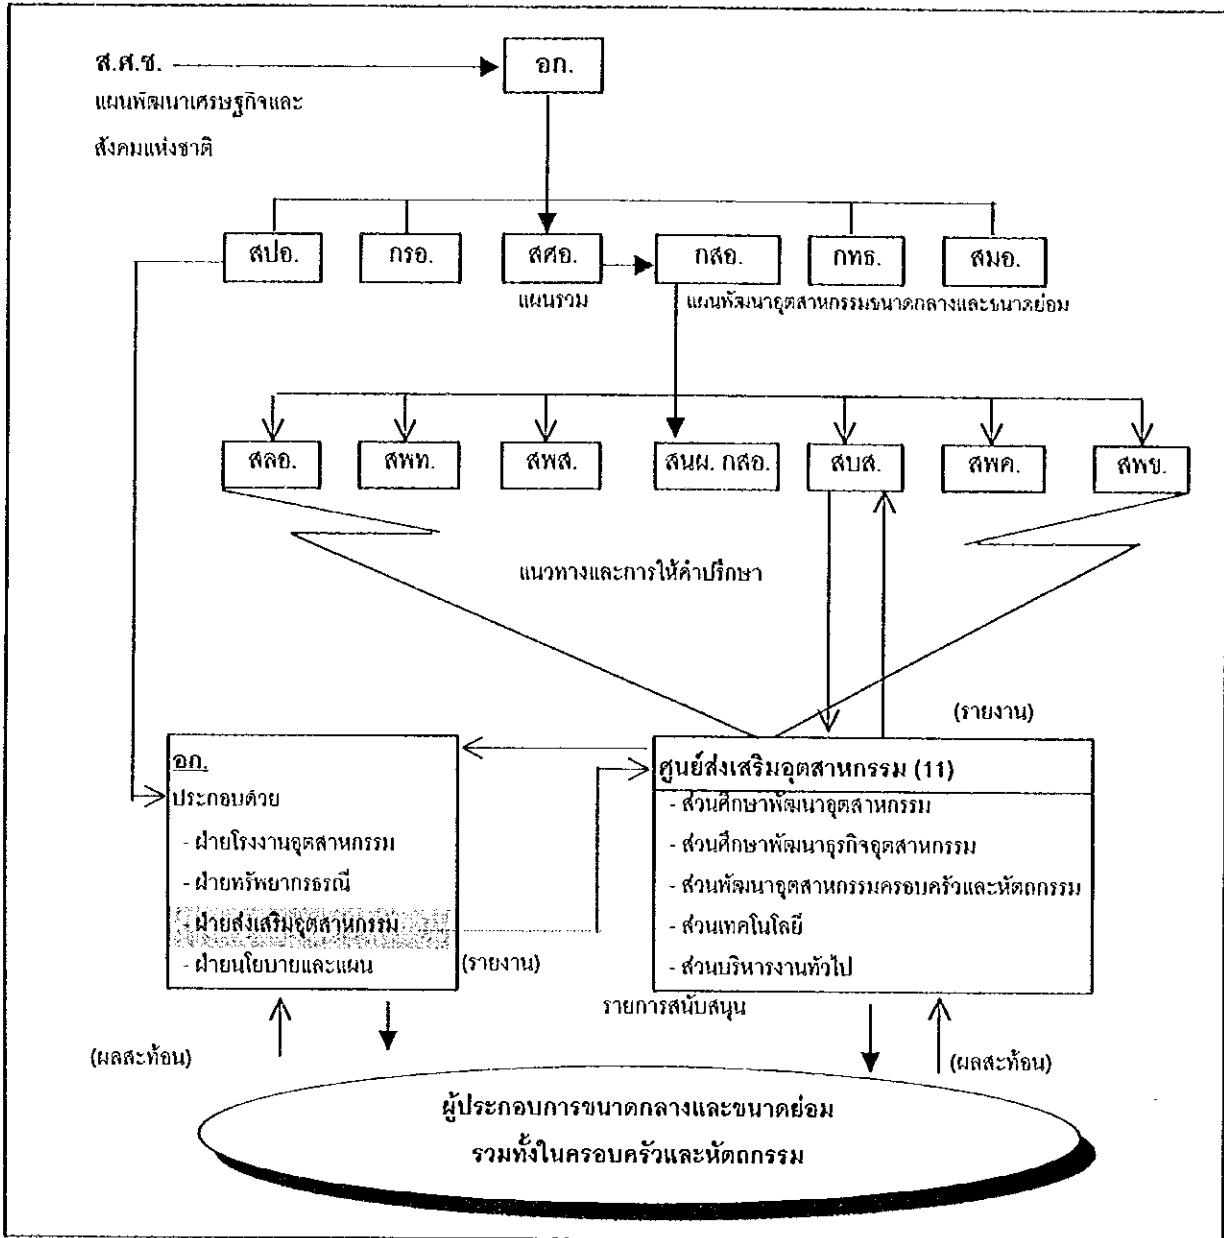 ส.ศ.ช.
อก.
แผนพัฒนาเศรษฐกิจและ
สังคมแห่งชาติ
สปอ.
กรอ.
สศอ.
กสอ.
กทธ.
สมอ.
แผนรวม
แผนพัฒนาอุตสาหกรรมขนาดกลางและขนาดย่อม
สลอ.
สพท.
สพส.
สนผ. กสอ.
สบส.
สพค.
สพข.
แนวทางและการให้คำปรึกษา
(รายงาน)
อก.
ประกอบด้วย
- ฝ่ายโรงงานอุตสาหกรรม
- ฝ่ายทรัพยากรธรณี
- ฝ่ายส่งเสริมอุตสาหกรรม
- ฝ่ายนโยบายและแผน
(รายงาน)
ศูนย์ส่งเสริมอุตสาหกรรม (11)
- ส่วนศึกษาพัฒนาอุตสาหกรรม
- ส่วนศึกษาพัฒนาธุรกิจอุตสาหกรรม
- ส่วนพัฒนาอุตสาหกรรมครอบครัวและหัตถกรรม
- ส่วนเทคโนโลยี
- ส่วนบริหารงานทั่วไป
รายการสนับสนุน
(ผลสะท้อน)
(ผลสะท้อน)
ผู้ประกอบการขนาดกลางและขนาดย่อม
รวมทั้งในครอบครัวและหัตถกรรม